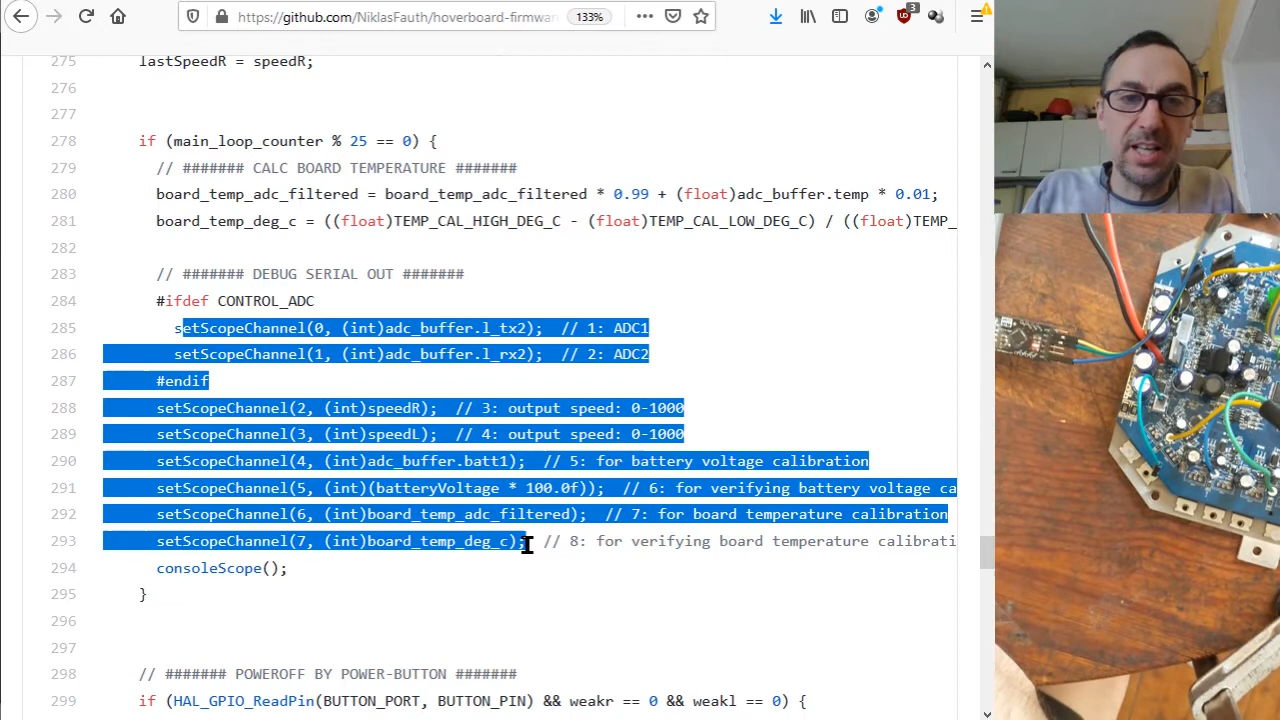 https://github.com/NiklasFauth/hoverboard-firmwar
133%
3
275 lastSpeedR = speedR;
276
277
278 if (main_loop_counter % 25 == 0) {
279 // ####### CALC BOARD TEMPERATURE #######
280 board_temp_adc_filtered = board_temp_adc_filtered * 0.99 + (float)adc_buffer.temp * 0.01;
281 board_temp_deg_c = ((float)TEMP_CAL_HIGH_DEG_C - (float)TEMP_CAL_LOW_DEG_C) / ((float)TEMP_
282
283 // ####### DEBUG SERIAL OUT #######
284 #ifdef CONTROL_ADC
285 setScopeChannel(0, (int)adc_buffer.l_tx2); // 1: ADC1
286 setScopeChannel(1, (int)adc_buffer.l_rx2); // 2: ADC2
287 #endif
288 setScopeChannel(2, (int)speedR); // 3: output speed: 0-1000
289 setScopeChannel(3, (int)speedL); // 4: output speed: 0-1000
290 setScopeChannel(4, (int)adc_buffer.batt1); // 5: for battery voltage calibration
291 setScopeChannel(5, (int)(batteryVoltage * 100.0f)); // 6: for verifying battery voltage ca
292 setScopeChannel(6, (int)board_temp_adc_filtered); // 7: for board temperature calibration
293 setScopeChannel(7, (int)board_temp_deg_c); // 8: for verifying board temperature calibrati
294 consoleScope();
295 }
296
297
298 // ####### POWEROFF BY POWER-BUTTON #######
299 if (HAL_GPIO_ReadPin(BUTTON_PORT, BUTTON_PIN) && weakr == 0 && weakl == 0) {